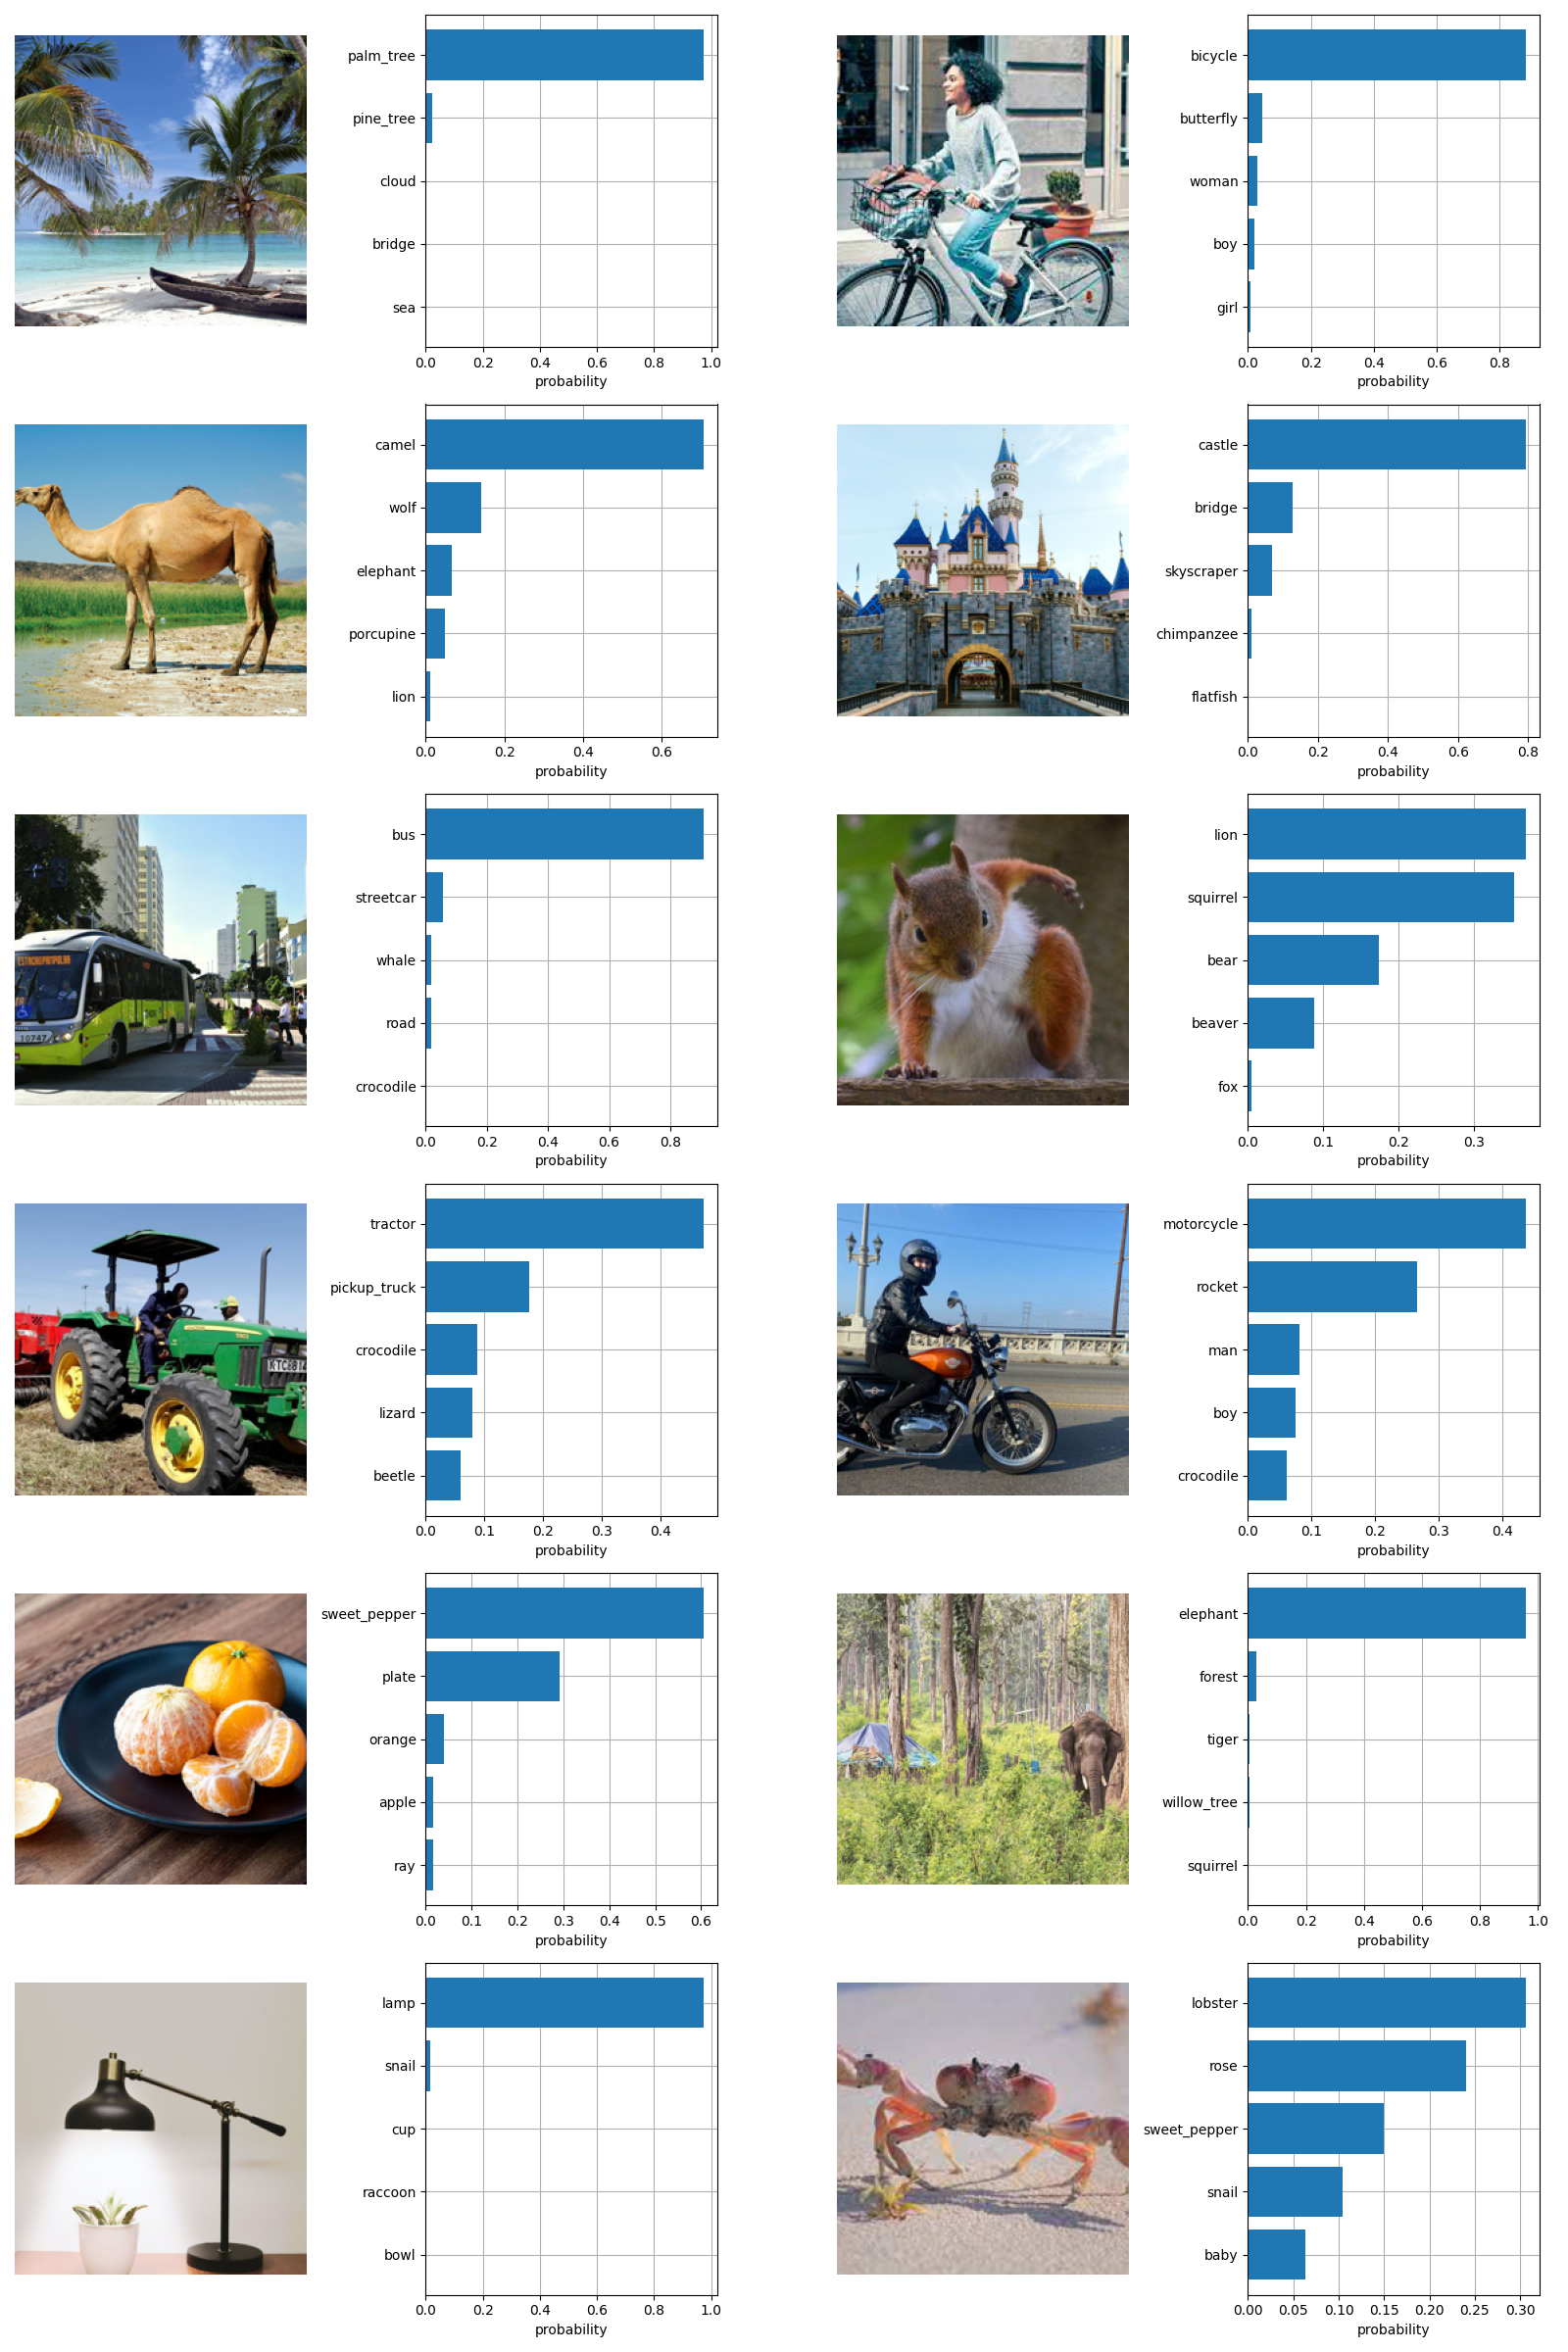 palm_tree
pine_tree
cloud
bridge
sea
0.0 0.2 0.4 0.6 0.8 1.0
probability
bicycle
butterfly
woman
boy
girl
0.0 0.2 0.4 0.6 0.8
probability
camel
wolf
elephant
porcupine
lion
0.0 0.2 0.4 0.6
probability
castle
bridge
skyscraper
chimpanzee
flatfish
0.0 0.2 0.4 0.6 0.8
probability
10747
bus
streetcar
whale
road
crocodile
0.0 0.2 0.4 0.6 0.8
probability
lion
squirrel
bear
beaver
fox
0.0 0.1 0.2 0.3
probability
tractor
pickup_truck
crocodile
lizard
beetle
0.0 0.1 0.2 0.3 0.4
probability
motorcycle
rocket
man
boy
crocodile
0.0 0.1 0.2 0.3 0.4
probability
sweet_pepper
plate
orange
apple
ray
0.0 0.1 0.2 0.3 0.4 0.5 0.6
probability
elephant
forest
tiger
willow_tree
squirrel
0.0 0.2 0.4 0.6 0.8 1.0
probability
lamp
snail
cup
raccoon
bowl
0.0 0.2 0.4 0.6 0.8 1.0
probability
lobster
rose
sweet_pepper
snail
baby
0.00 0.05 0.10 0.15 0.20 0.25 0.30
probability